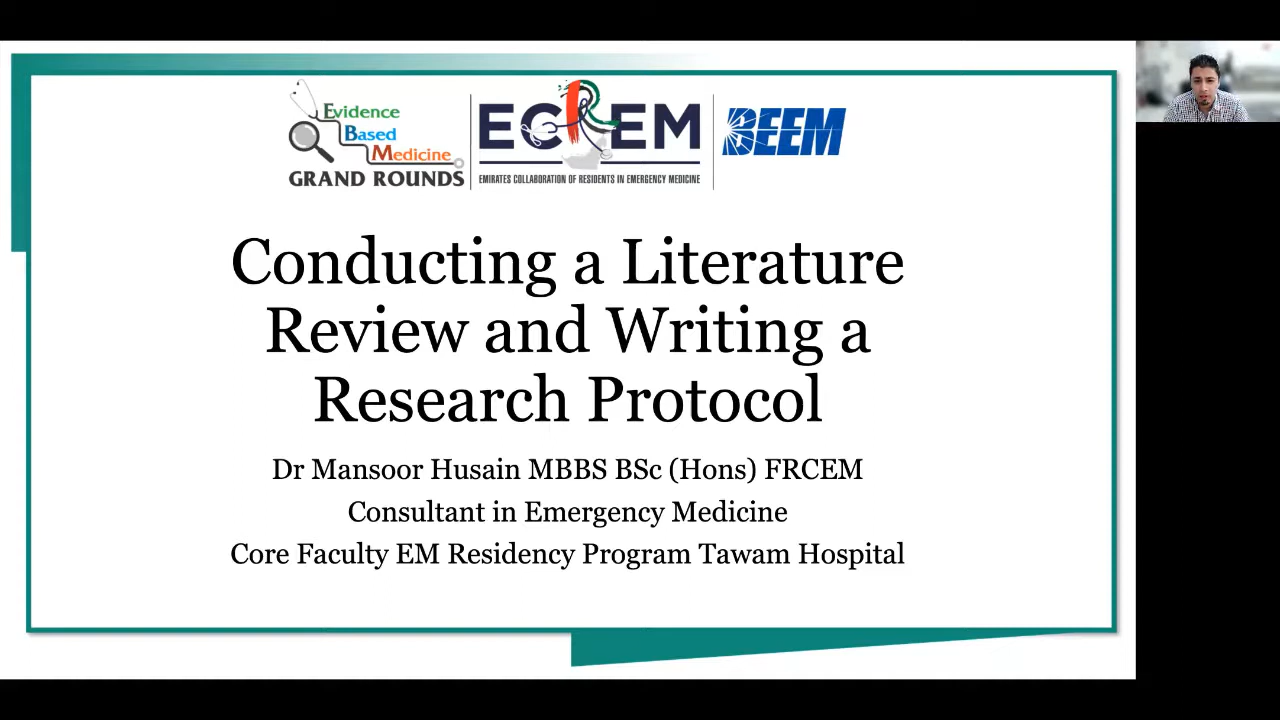 Evidence
Based
Medicine
GRAND ROUNDS
ECREM
EMIRATES COLLABORATION OF RESIDENTS IN EMERGENCY MEDICINE
BEEM
Conducting a Literature
Review and Writing a
Research Protocol
Dr Mansoor Husain MBBS BSc (Hons) FRCEM
Consultant in Emergency Medicine
Core Faculty EM Residency Program Tawam Hospital